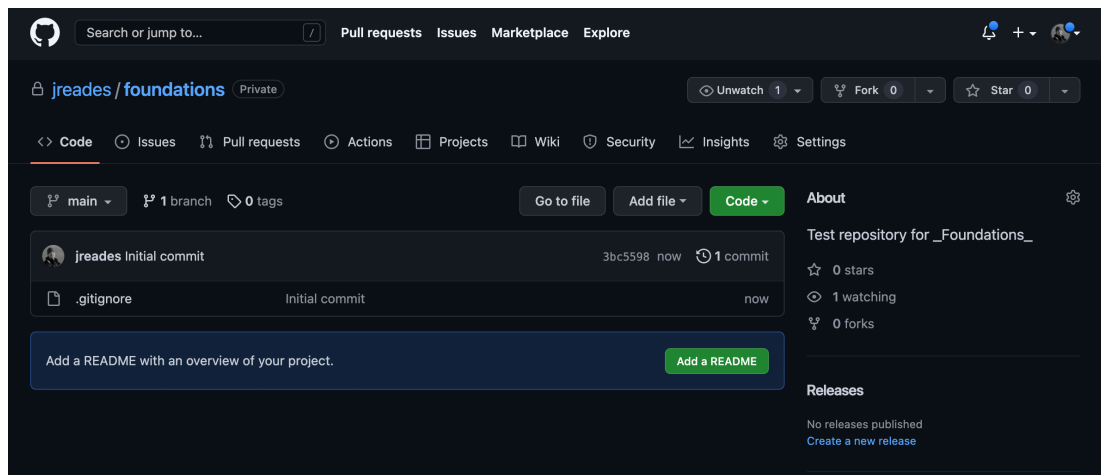 Search or jump to... / Pull requests Issues Marketplace Explore
jreades / foundations Private Unwatch 1 Fork 0 Star 0
Code Issues Pull requests Actions Projects Wiki Security Insights Settings
main 1 branch 0 tags Go to file Add file Code
jreades Initial commit 3bc5598 now 1 commit
.gitignore Initial commit now
Add a README with an overview of your project. Add a README
About
Test repository for _Foundations_
0 stars
1 watching
0 forks
Releases
No releases published
Create a new release